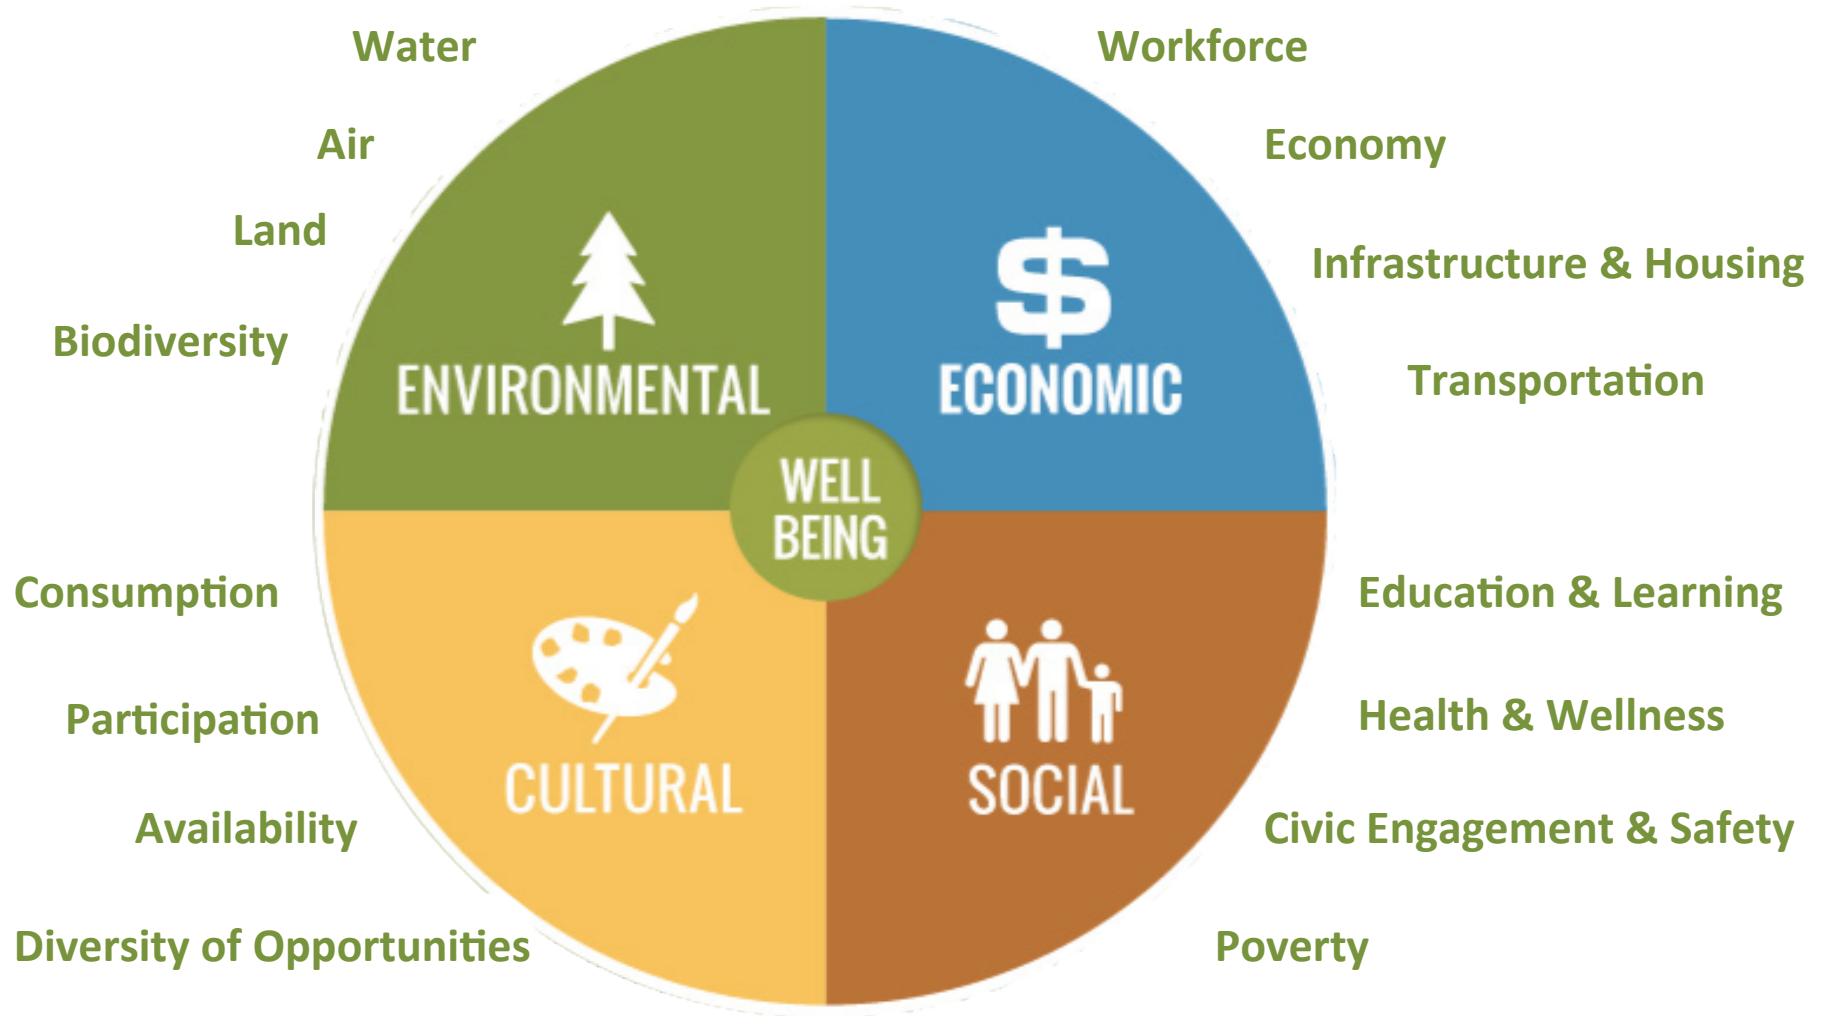 Water
Air
Land
Biodiversity
ENVIRONMENTAL
Workforce
Economy
Infrastructure & Housing
Transportation
$
ECONOMIC
WELL
BEING
Consumption
Participation
Availability
Diversity of Opportunities
CULTURAL
Education & Learning
Health & Wellness
Civic Engagement & Safety
Poverty
SOCIAL